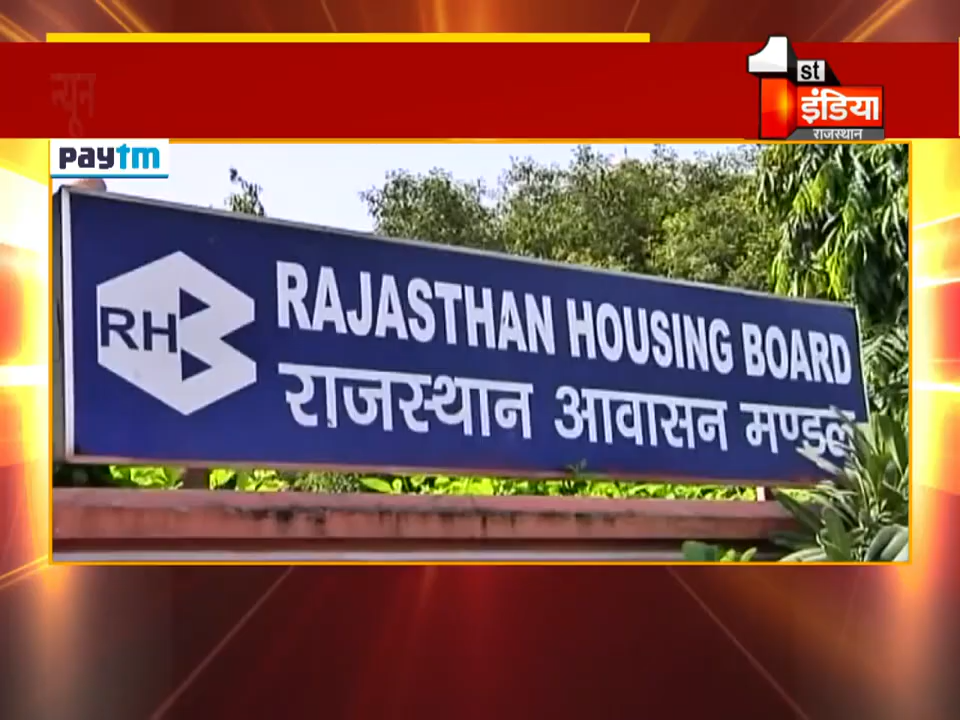 न्यून
1st
इंडिया
राजस्थान
paytm
RHB
RAJASTHAN HOUSING BOARD
राजस्थान आवासन मण्डल